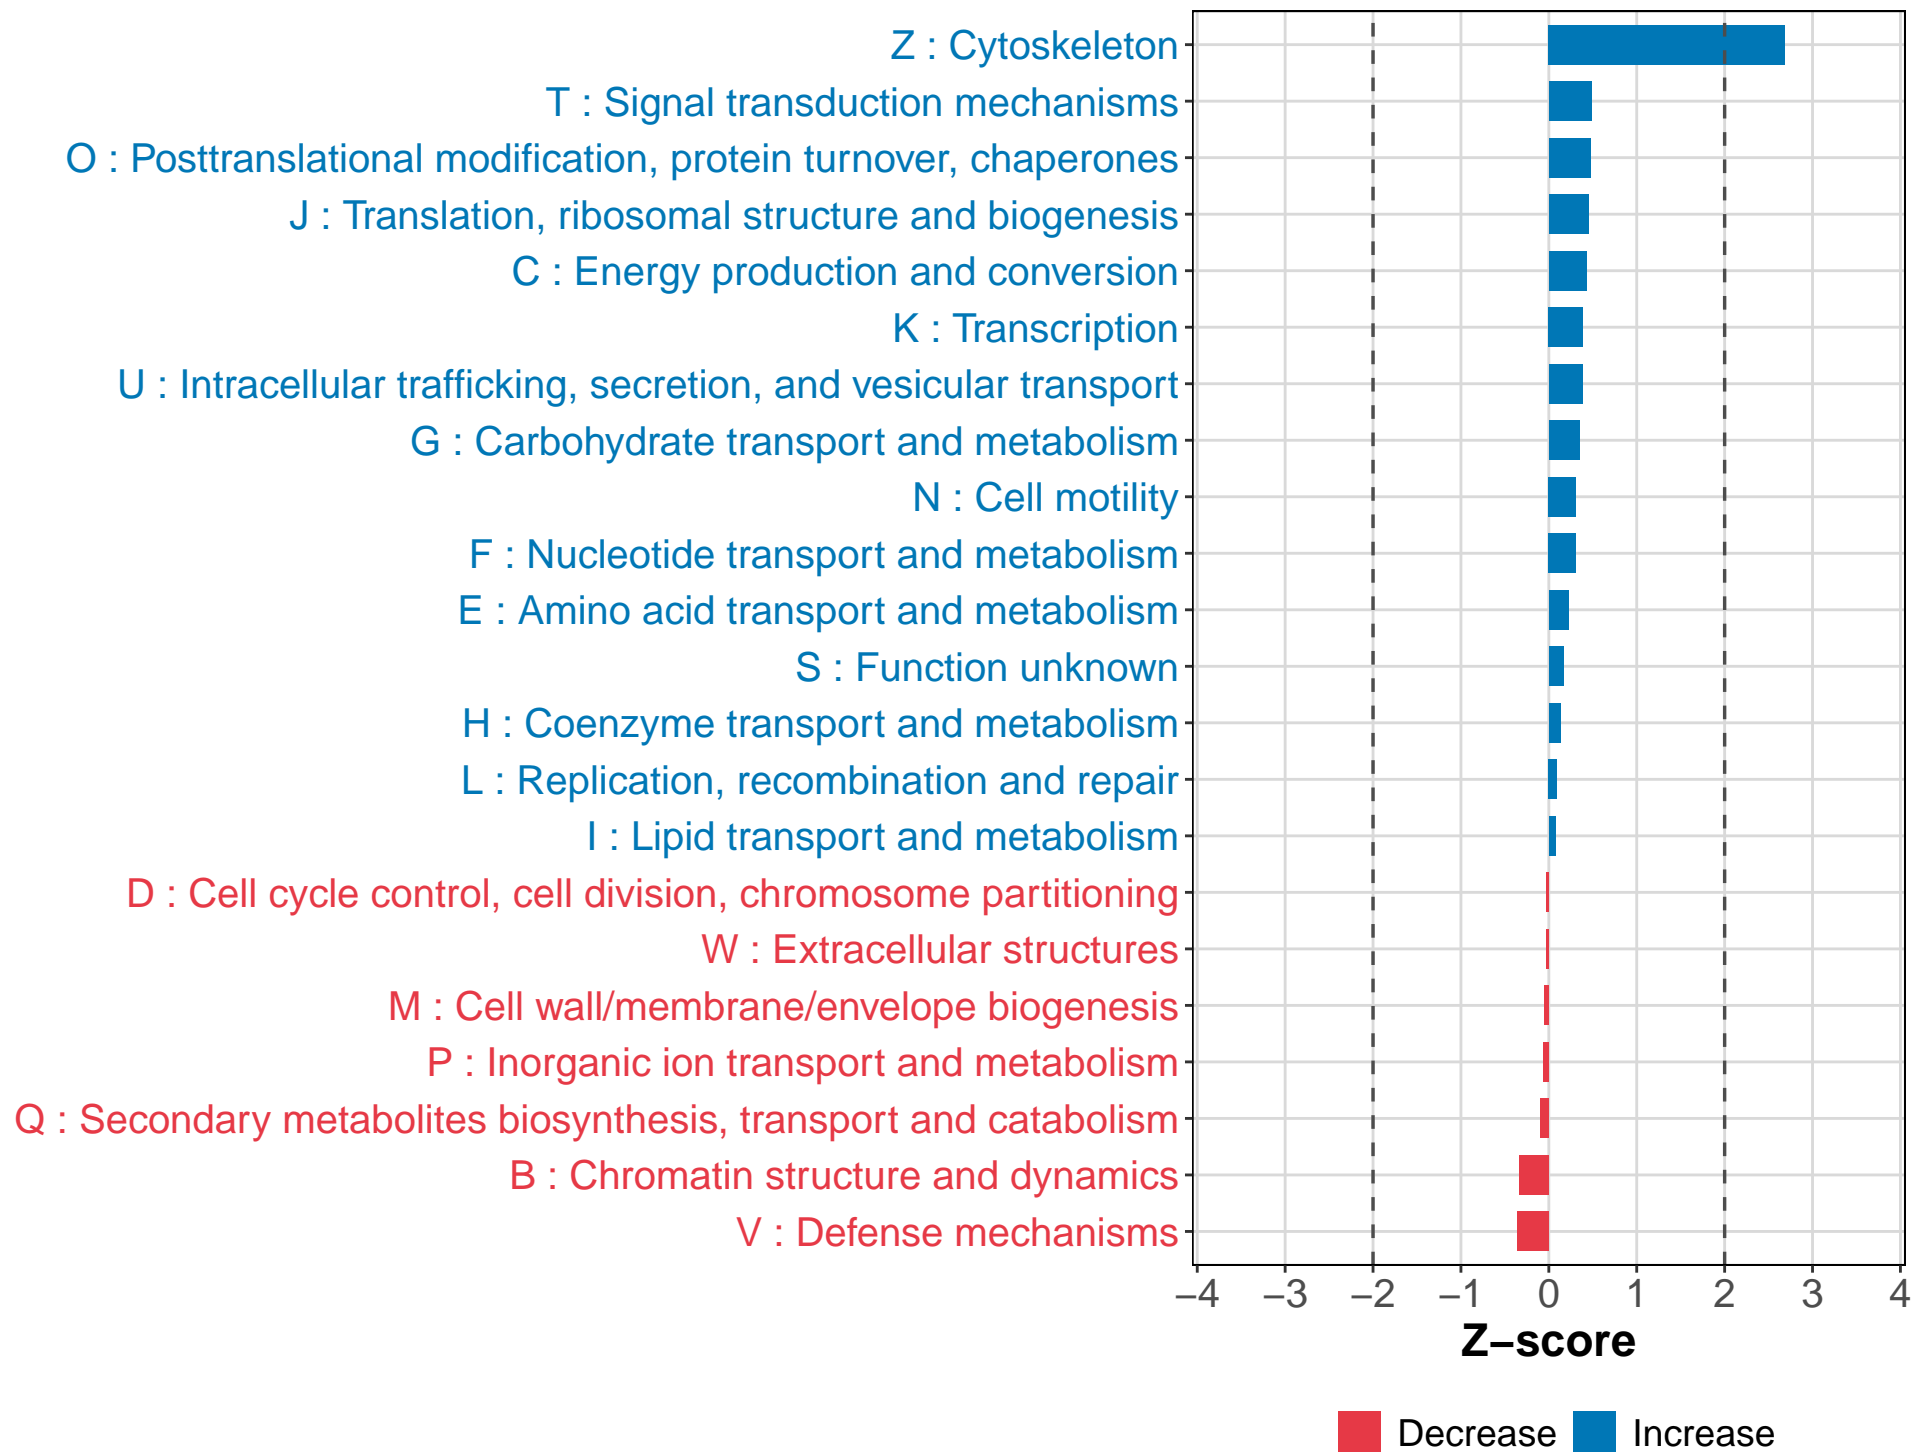 Z : Cytoskeleton
T : Signal transduction mechanisms
O : Posttranslational modification, protein turnover, chaperones
J : Translation, ribosomal structure and biogenesis
C : Energy production and conversion
K : Transcription
U : Intracellular trafficking, secretion, and vesicular transport
G : Carbohydrate transport and metabolism
N : Cell motility
F : Nucleotide transport and metabolism
E : Amino acid transport and metabolism
S : Function unknown
H : Coenzyme transport and metabolism
L : Replication, recombination and repair
I : Lipid transport and metabolism
D : Cell cycle control, cell division, chromosome partitioning
W : Extracellular structures
M : Cell wall/membrane/envelope biogenesis
P : Inorganic ion transport and metabolism
Q : Secondary metabolites biosynthesis, transport and catabolism
B : Chromatin structure and dynamics
V : Defense mechanisms
−4 −3 −2 −1 0 1 2 3 4
Z−score
Decrease Increase